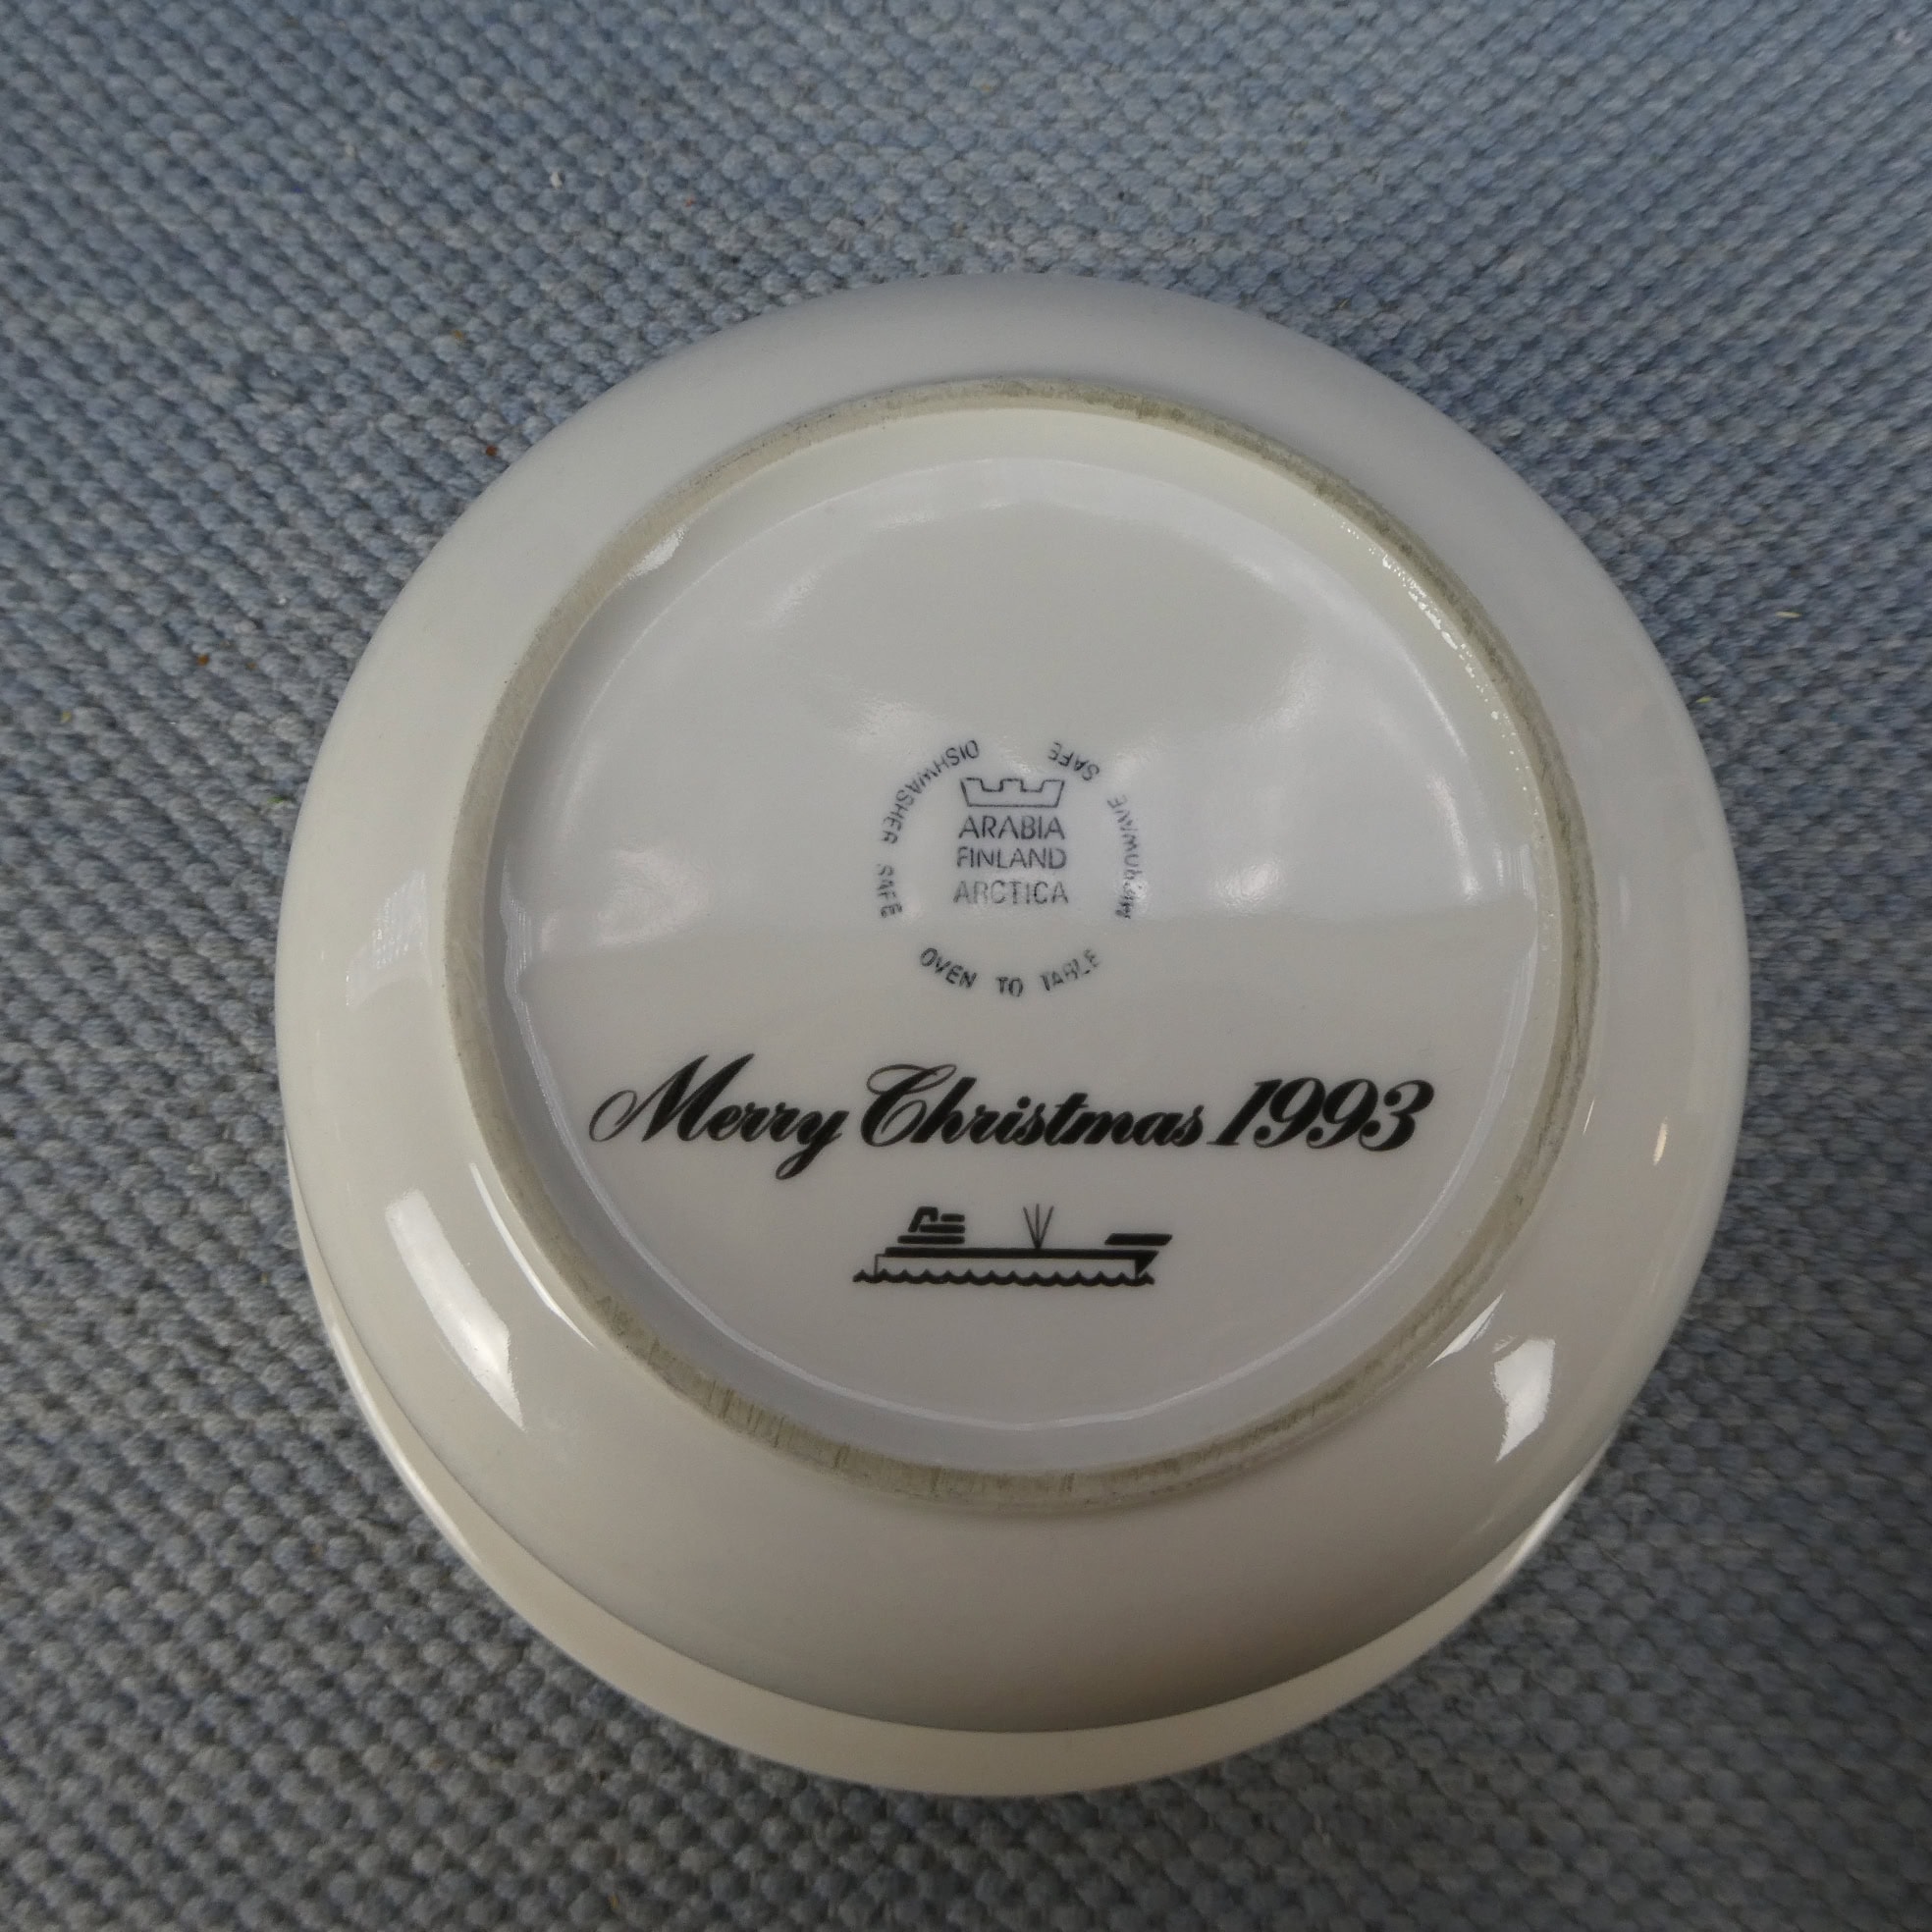 DISHWASHER SAFE
MICROWAVE SAFE
ARABIA
FINLAND
ARCTICA
OVEN TO TABLE
Merry Christmas 1993